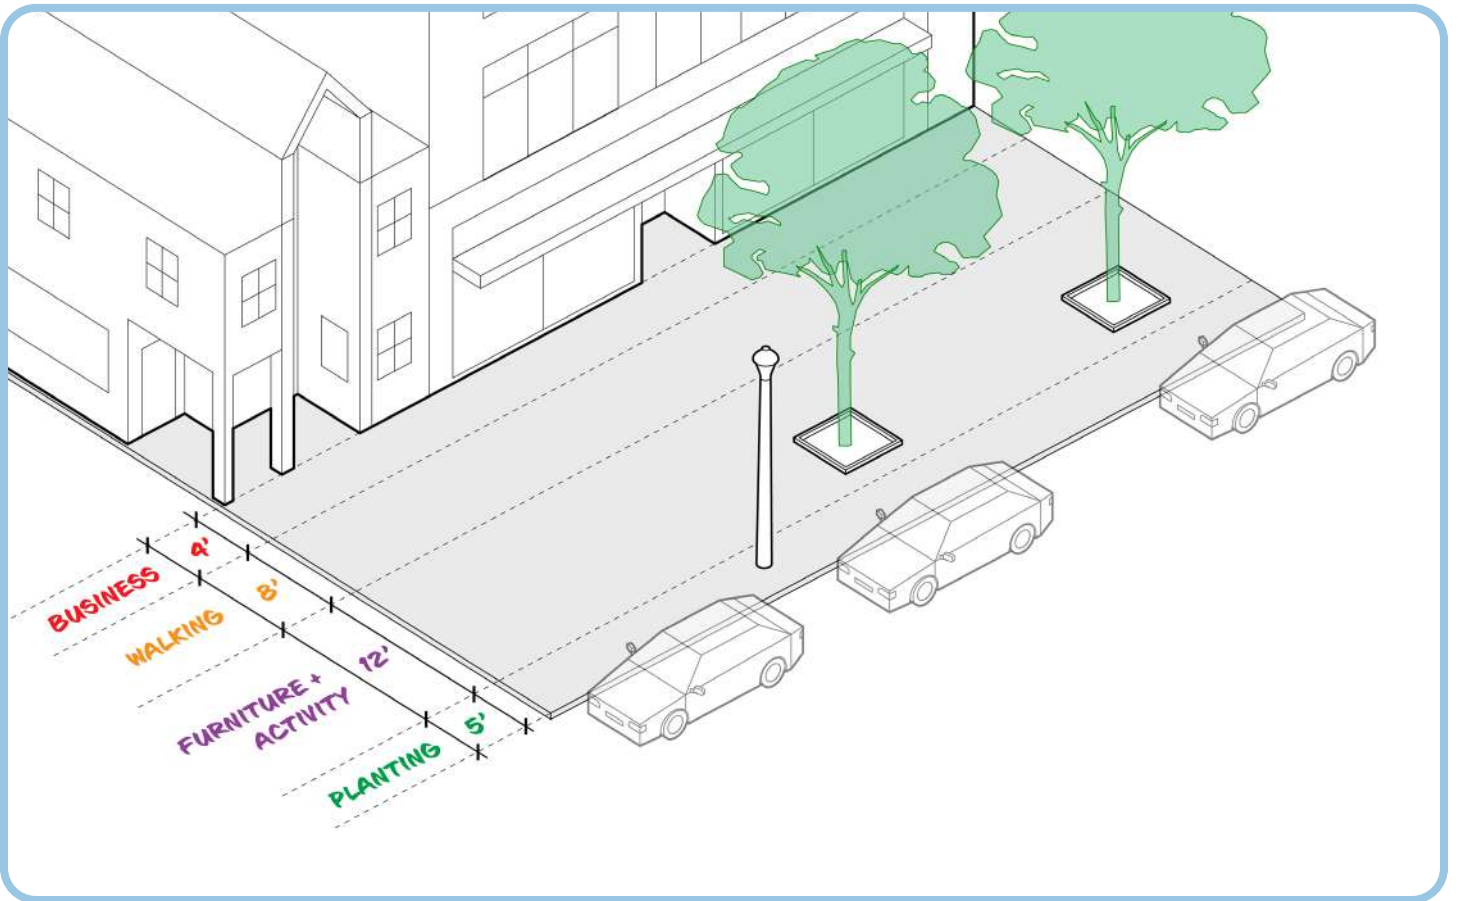 4'
BUSINESS
8'
WALKING
12'
FURNITURE +
ACTIVITY
5'
PLANTING